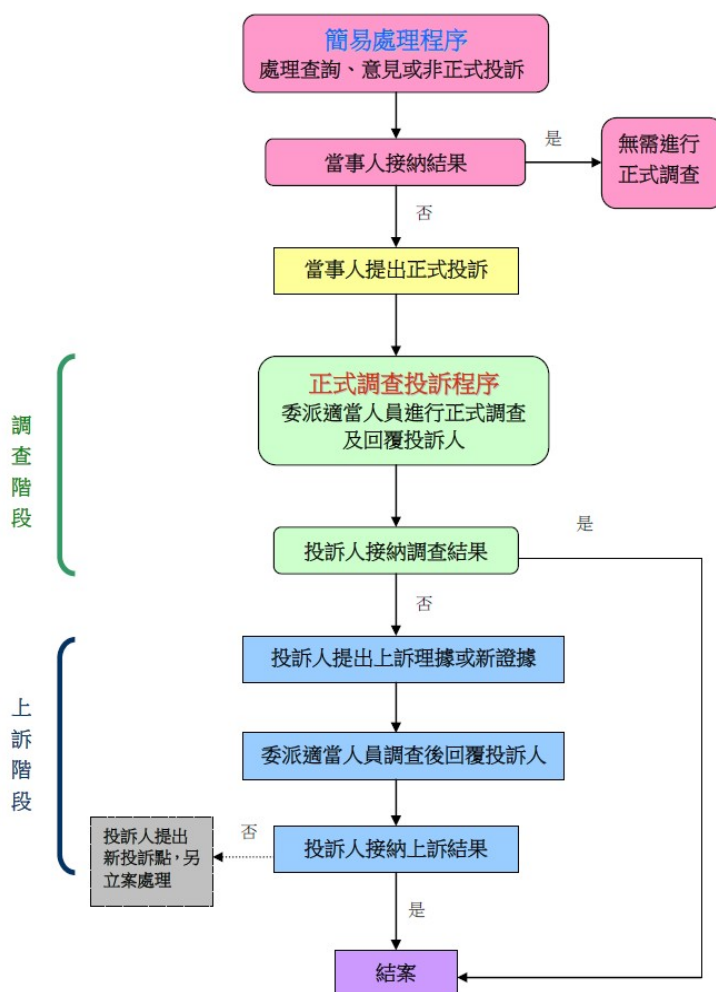 簡易處理程序
處理查詢、意見或非正式投訴
是
當事人接納結果
無需進行
正式調查
否
當事人提出正式投訴
調查階段
正式調查投訴程序
委派適當人員進行正式調查
及回覆投訴人
是
投訴人接納調查結果
否
上訴階段
投訴人提出上訴理據或新證據
委派適當人員調查後回覆投訴人
投訴人提出
新投訴點，另
立案處理
否
投訴人接納上訴結果
是
結案